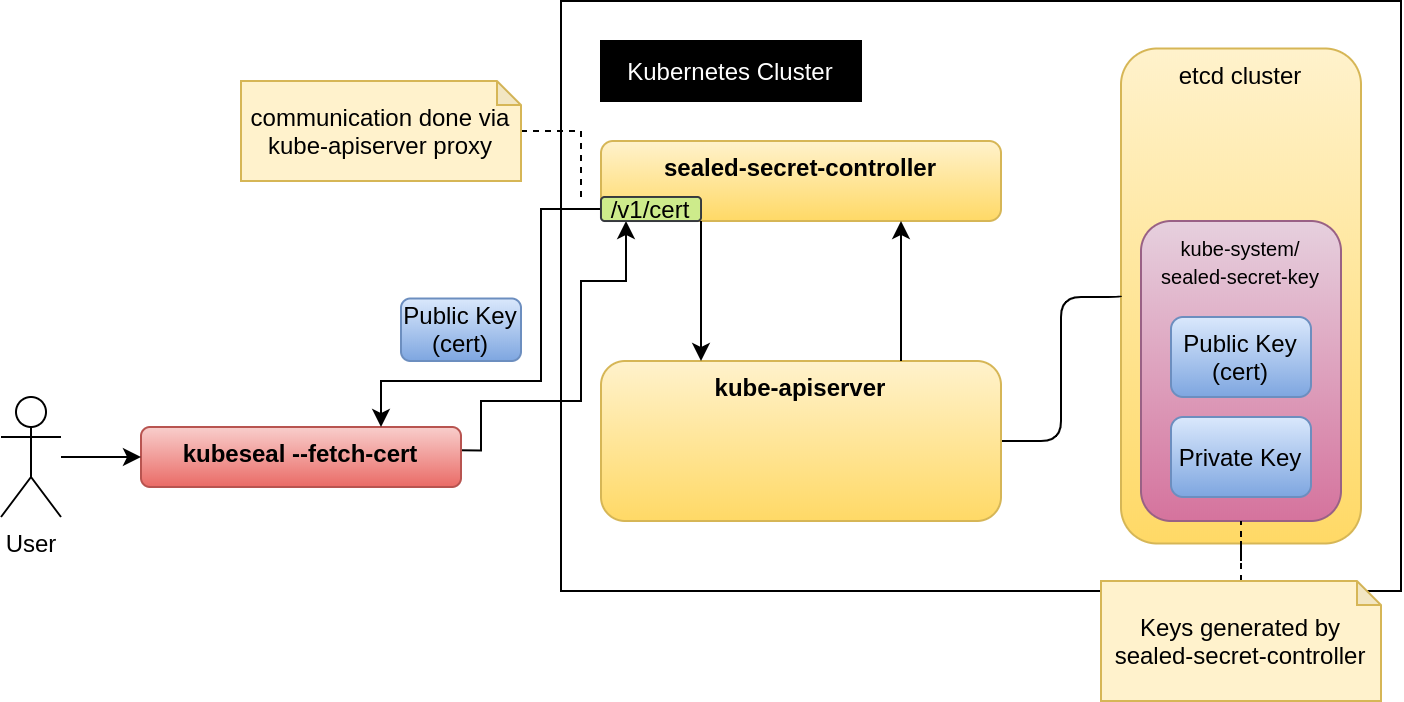 Kubernetes Cluster
etcd cluster
communication done via
kube-apiserver proxy
sealed-secret-controller
/v1/cert
kube-system/
sealed-secret-key
Public Key
(cert)
Public Key
(cert)
kube-apiserver
kubeseal --fetch-cert
Private Key
User
Keys generated by
sealed-secret-controller